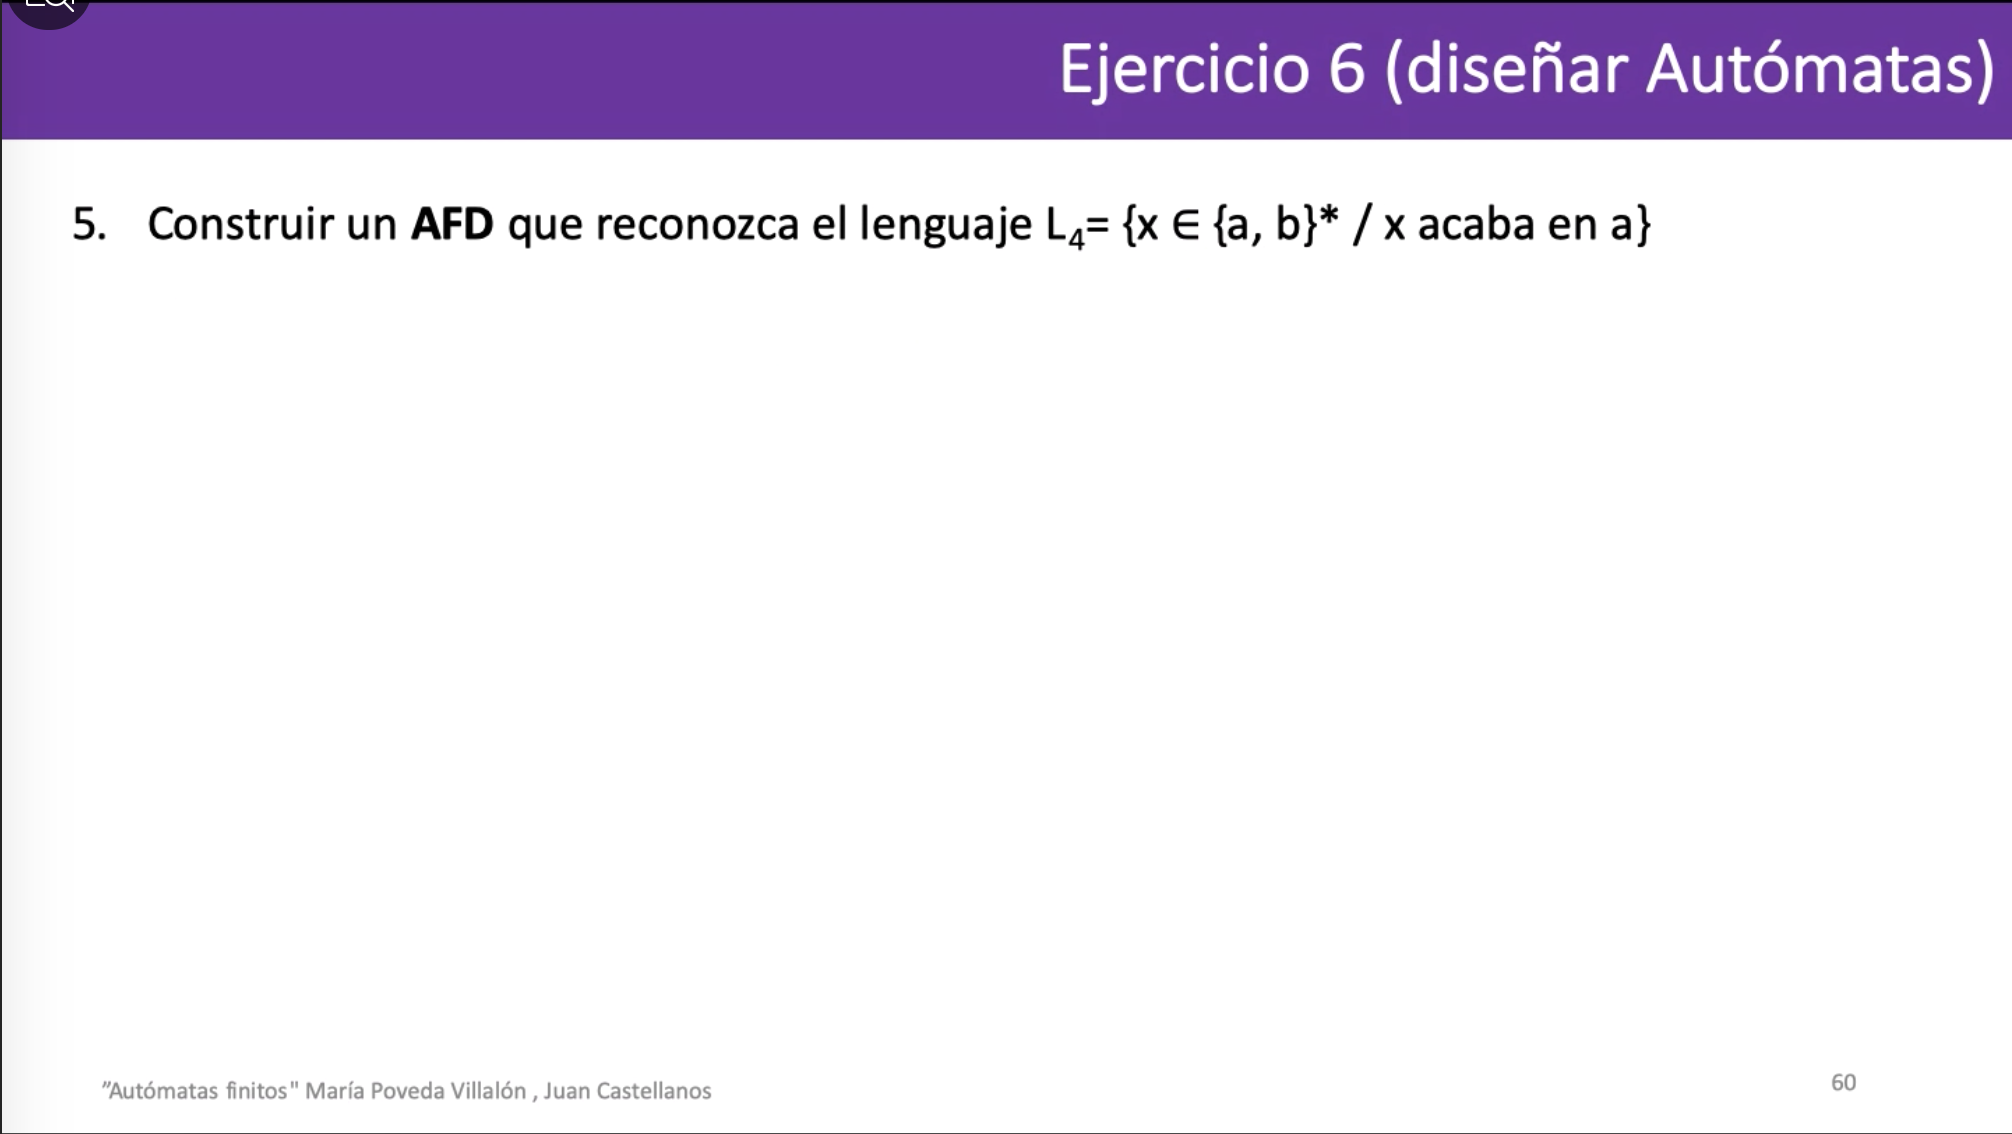 Ejercicio 6 (diseñar Autómatas)
5. Construir un AFD que reconozca el lenguaje L₄= {x ∈ {a, b}* / x acaba en a}
”Autómatas finitos" María Poveda Villalón , Juan Castellanos
60